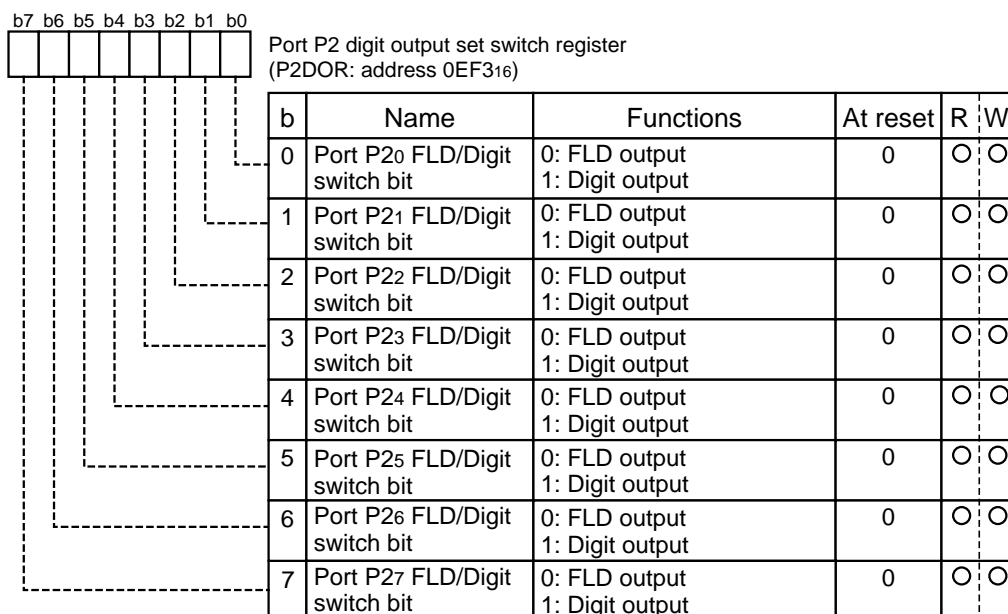 b7 b6 b5 b4 b3 b2 b1 b0
Port P2 digit output set switch register
(P2DOR: address 0EF316)
b Name Functions At reset R W
0 Port P20 FLD/Digit switch bit 0: FLD output 0 O O
1: Digit output
1 Port P21 FLD/Digit switch bit 0: FLD output 0 O O
1: Digit output
2 Port P22 FLD/Digit switch bit 0: FLD output 0 O O
1: Digit output
3 Port P23 FLD/Digit switch bit 0: FLD output 0 O O
1: Digit output
4 Port P24 FLD/Digit switch bit 0: FLD output 0 O O
1: Digit output
5 Port P25 FLD/Digit switch bit 0: FLD output 0 O O
1: Digit output
6 Port P26 FLD/Digit switch bit 0: FLD output 0 O O
1: Digit output
7 Port P27 FLD/Digit switch bit 0: FLD output 0 O O
1: Digit output